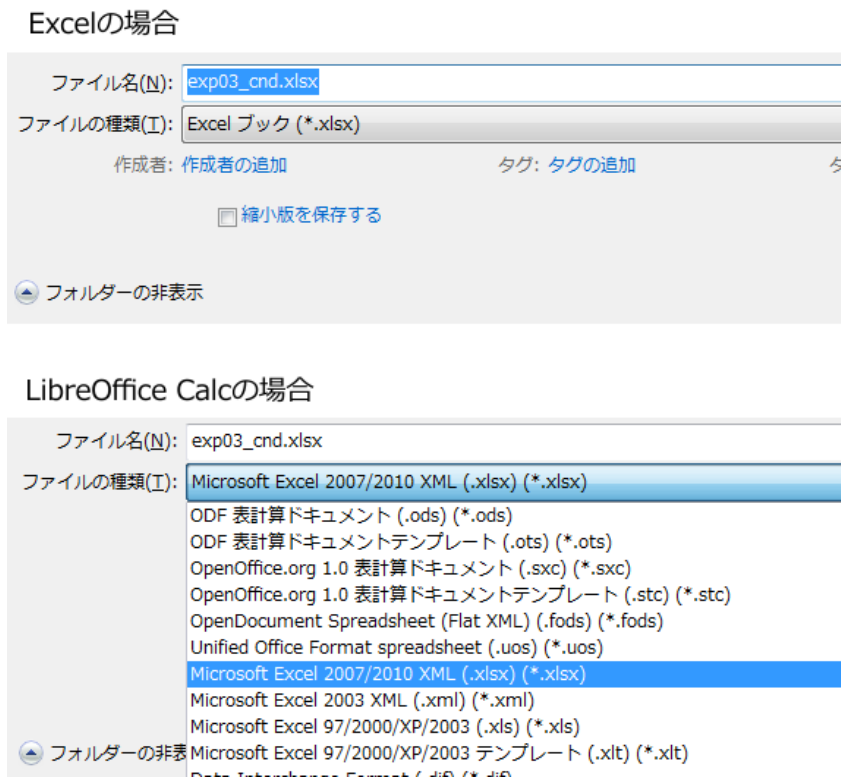 Excelの場合
ファイル名(N): exp03_cnd.xlsx
ファイルの種類(T): Excel ブック (*.xlsx)
作成者: 作成者の追加 タグ: タグの追加
縮小版を保存する
フォルダーの非表示
LibreOffice Calcの場合
ファイル名(N): exp03_cnd.xlsx
ファイルの種類(T): Microsoft Excel 2007/2010 XML (.xlsx) (*.xlsx)
ODF 表計算ドキュメント (.ods) (*.ods)
ODF 表計算ドキュメントテンプレート (.ots) (*.ots)
OpenOffice.org 1.0 表計算ドキュメント (.sxc) (*.sxc)
OpenOffice.org 1.0 表計算ドキュメントテンプレート (.stc) (*.stc)
OpenDocument Spreadsheet (Flat XML) (.fods) (*.fods)
Unified Office Format spreadsheet (.uos) (*.uos)
Microsoft Excel 2007/2010 XML (.xlsx) (*.xlsx)
Microsoft Excel 2003 XML (.xml) (*.xml)
Microsoft Excel 97/2000/XP/2003 (.xls) (*.xls)
フォルダーの非表 Microsoft Excel 97/2000/XP/2003 テンプレート (.xlt) (*.xlt)
Data Interchange Format (.dif) (*.dif)